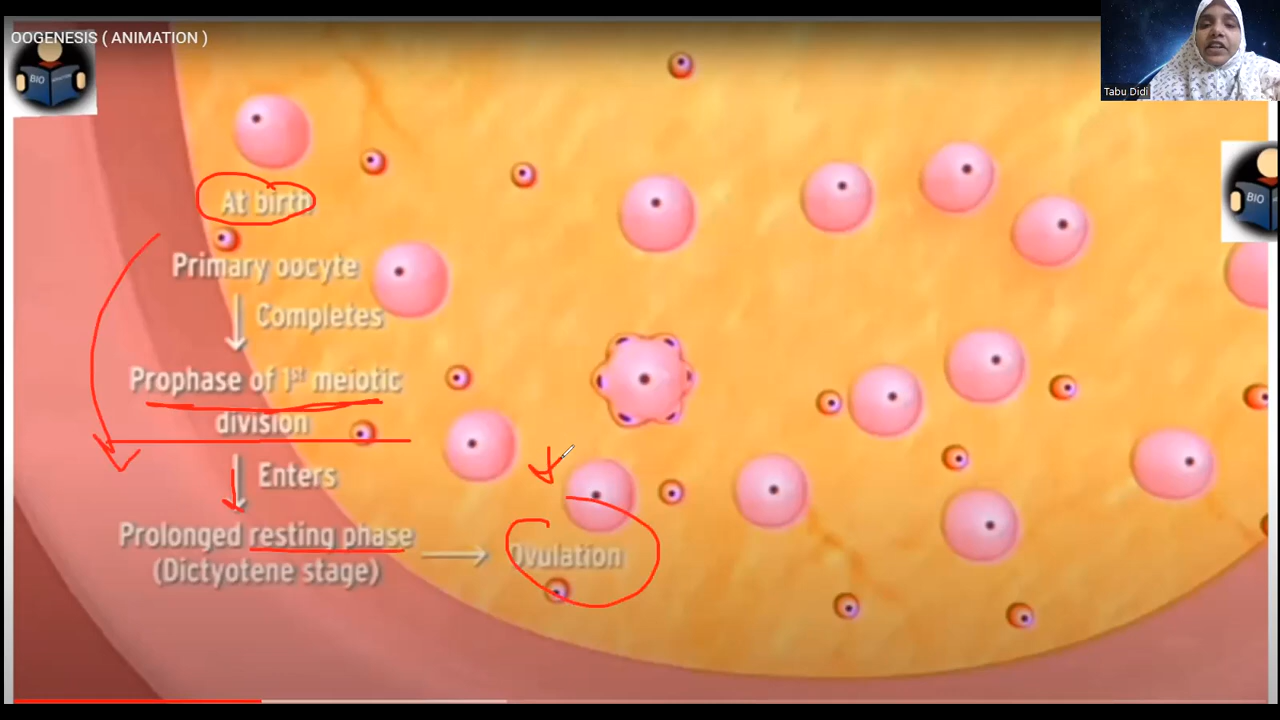 OOGENESIS ( ANIMATION )
BIO
Tabu Didi
At birth
BIO
Primary oocyte
Completes
Prophase of 1st meiotic
division
Enters
Prolonged resting phase
Ovulation
(Dictyotene stage)